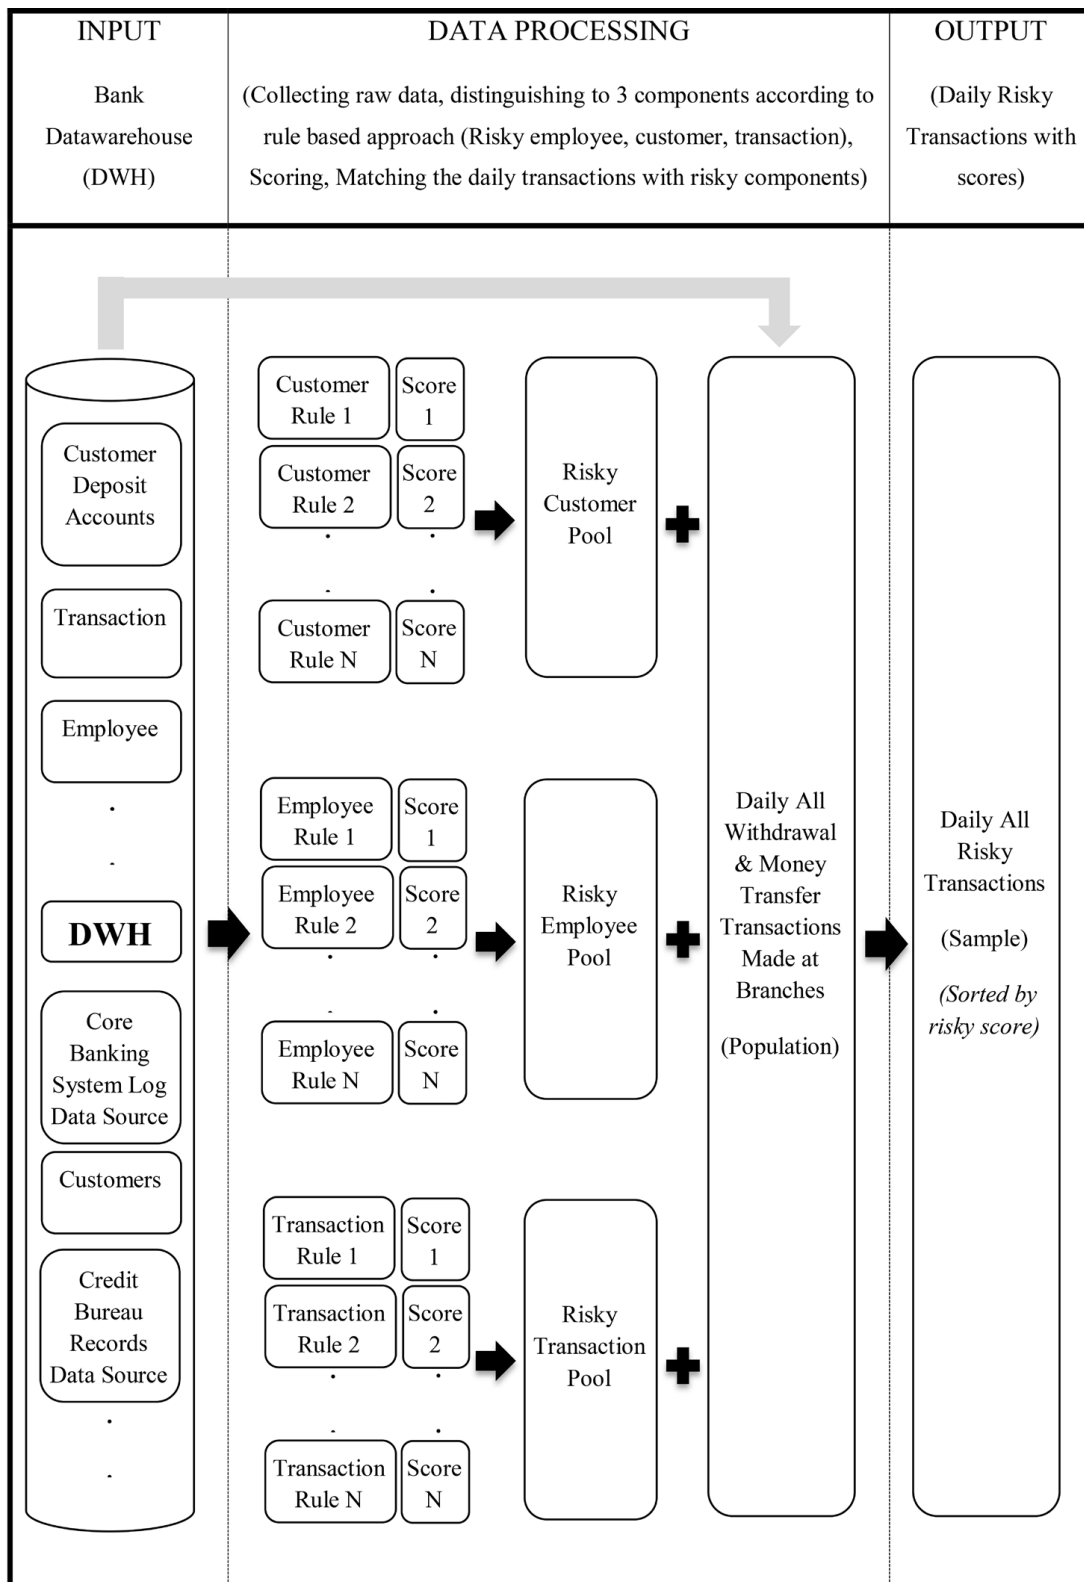 INPUT
Bank
Datawarehouse
(DWH)
DATA PROCESSING
(Collecting raw data, distinguishing to 3 components according to
rule based approach (Risky employee, customer, transaction),
Scoring, Matching the daily transactions with risky components)
OUTPUT
(Daily Risky
Transactions with
scores)
Customer
Deposit
Accounts
Transaction
Employee
.
.
DWH
Core
Banking
System Log
Data Source
Customers
Credit
Bureau
Records
Data Source
.
.
Customer
Rule 1
Score
1
Customer
Rule 2
Score
2
. .
. .
Customer
Rule N
Score
N
Risky
Customer
Pool
Employee
Rule 1
Score
1
Employee
Rule 2
Score
2
. .
. .
Employee
Rule N
Score
N
Risky
Employee
Pool
Transaction
Rule 1
Score
1
Transaction
Rule 2
Score
2
. .
. .
Transaction
Rule N
Score
N
Risky
Transaction
Pool
Daily All
Withdrawal
& Money
Transfer
Transactions
Made at
Branches
(Population)
Daily All
Risky
Transactions
(Sample)
(Sorted by
risky score)